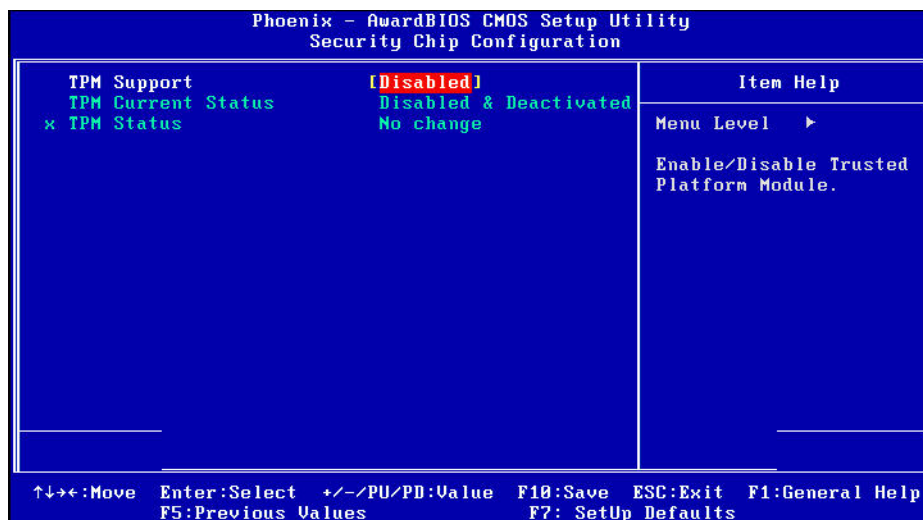 Phoenix - AwardBIOS CMOS Setup Utility
Security Chip Configuration
TPM Support [Disabled]
TPM Current Status Disabled & Deactivated
x TPM Status No change
Item Help
Menu Level ▶
Enable/Disable Trusted
Platform Module.
↑↓→←:Move Enter:Select +/-/PU/PD:Value F10:Save ESC:Exit F1:General Help
F5:Previous Values F7: SetUp Defaults